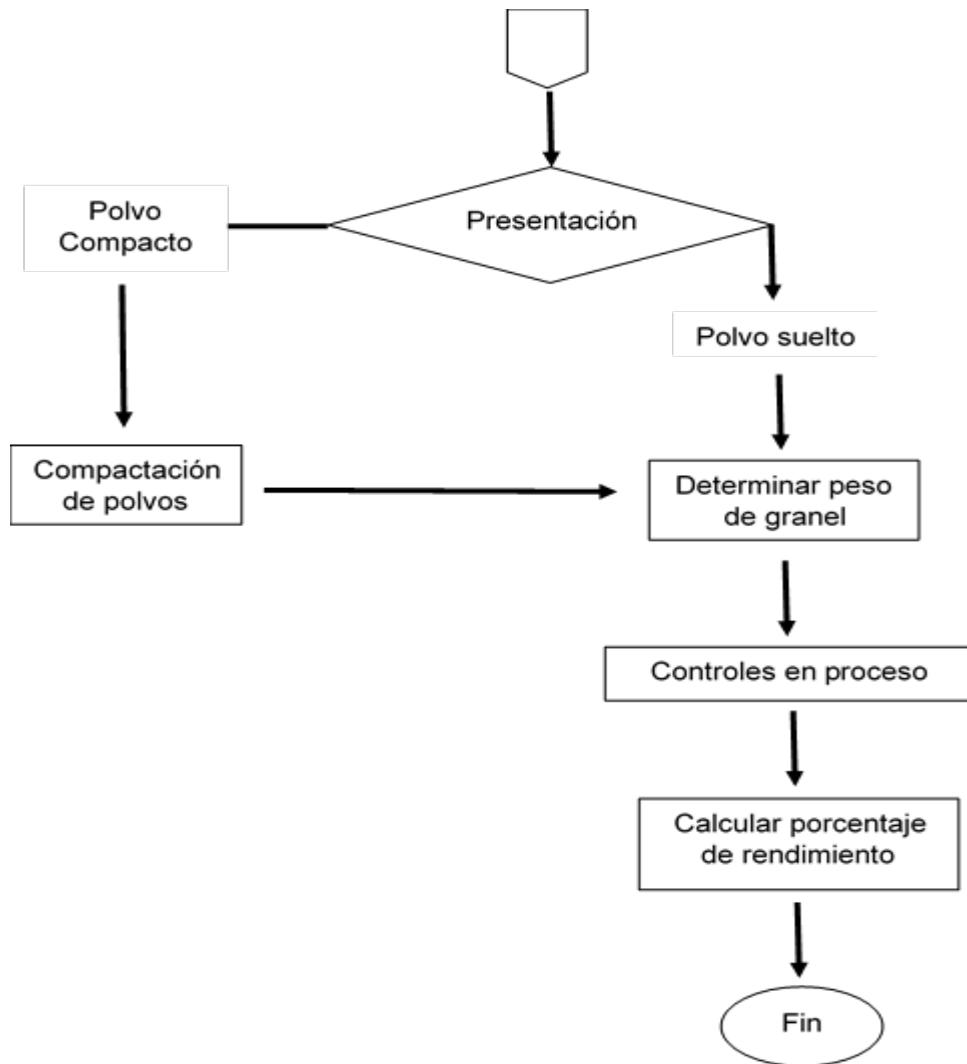 Presentación
Polvo
Compacto
Polvo suelto
Compactación
de polvos
Determinar peso
de granel
Controles en proceso
Calcular porcentaje
de rendimiento
Fin